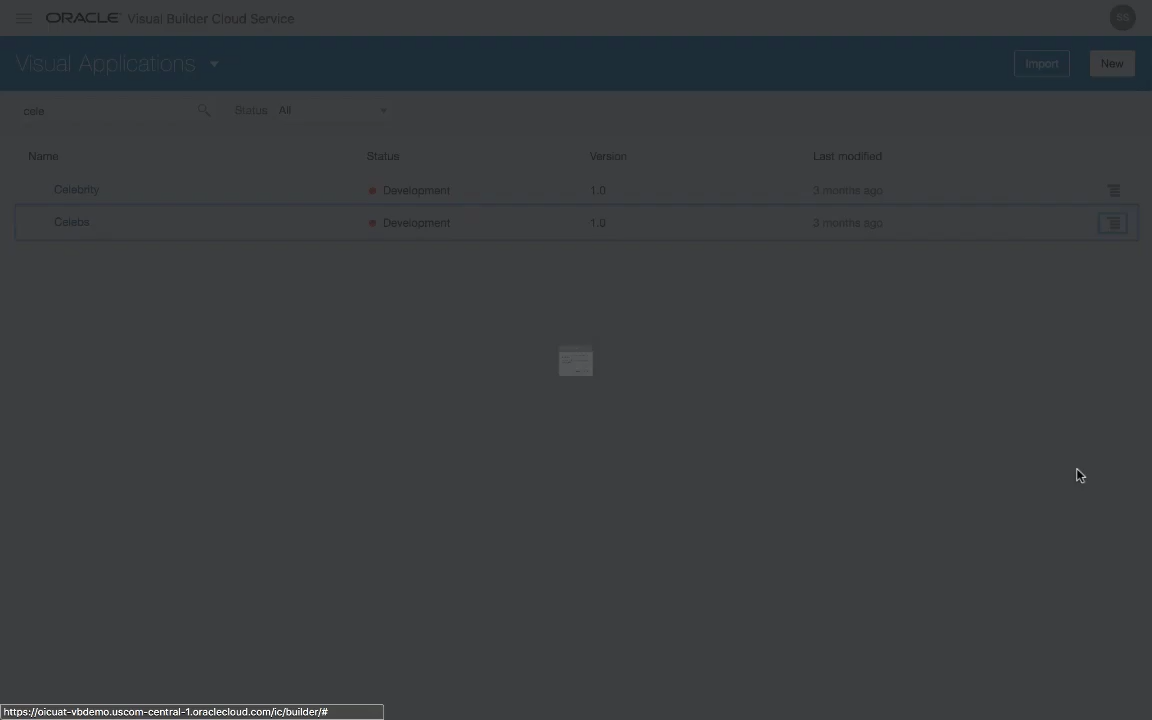 ORACLE Visual Builder Cloud Service
SS
Visual Applications
Import
New
cele
Status All
Name Status Version Last modified
Celebrity Development 1.0 3 months ago
Celebs Development 1.0 3 months ago
https://oicuat-vbdemo.uscom-central-1.oraclecloud.com/ic/builder/#